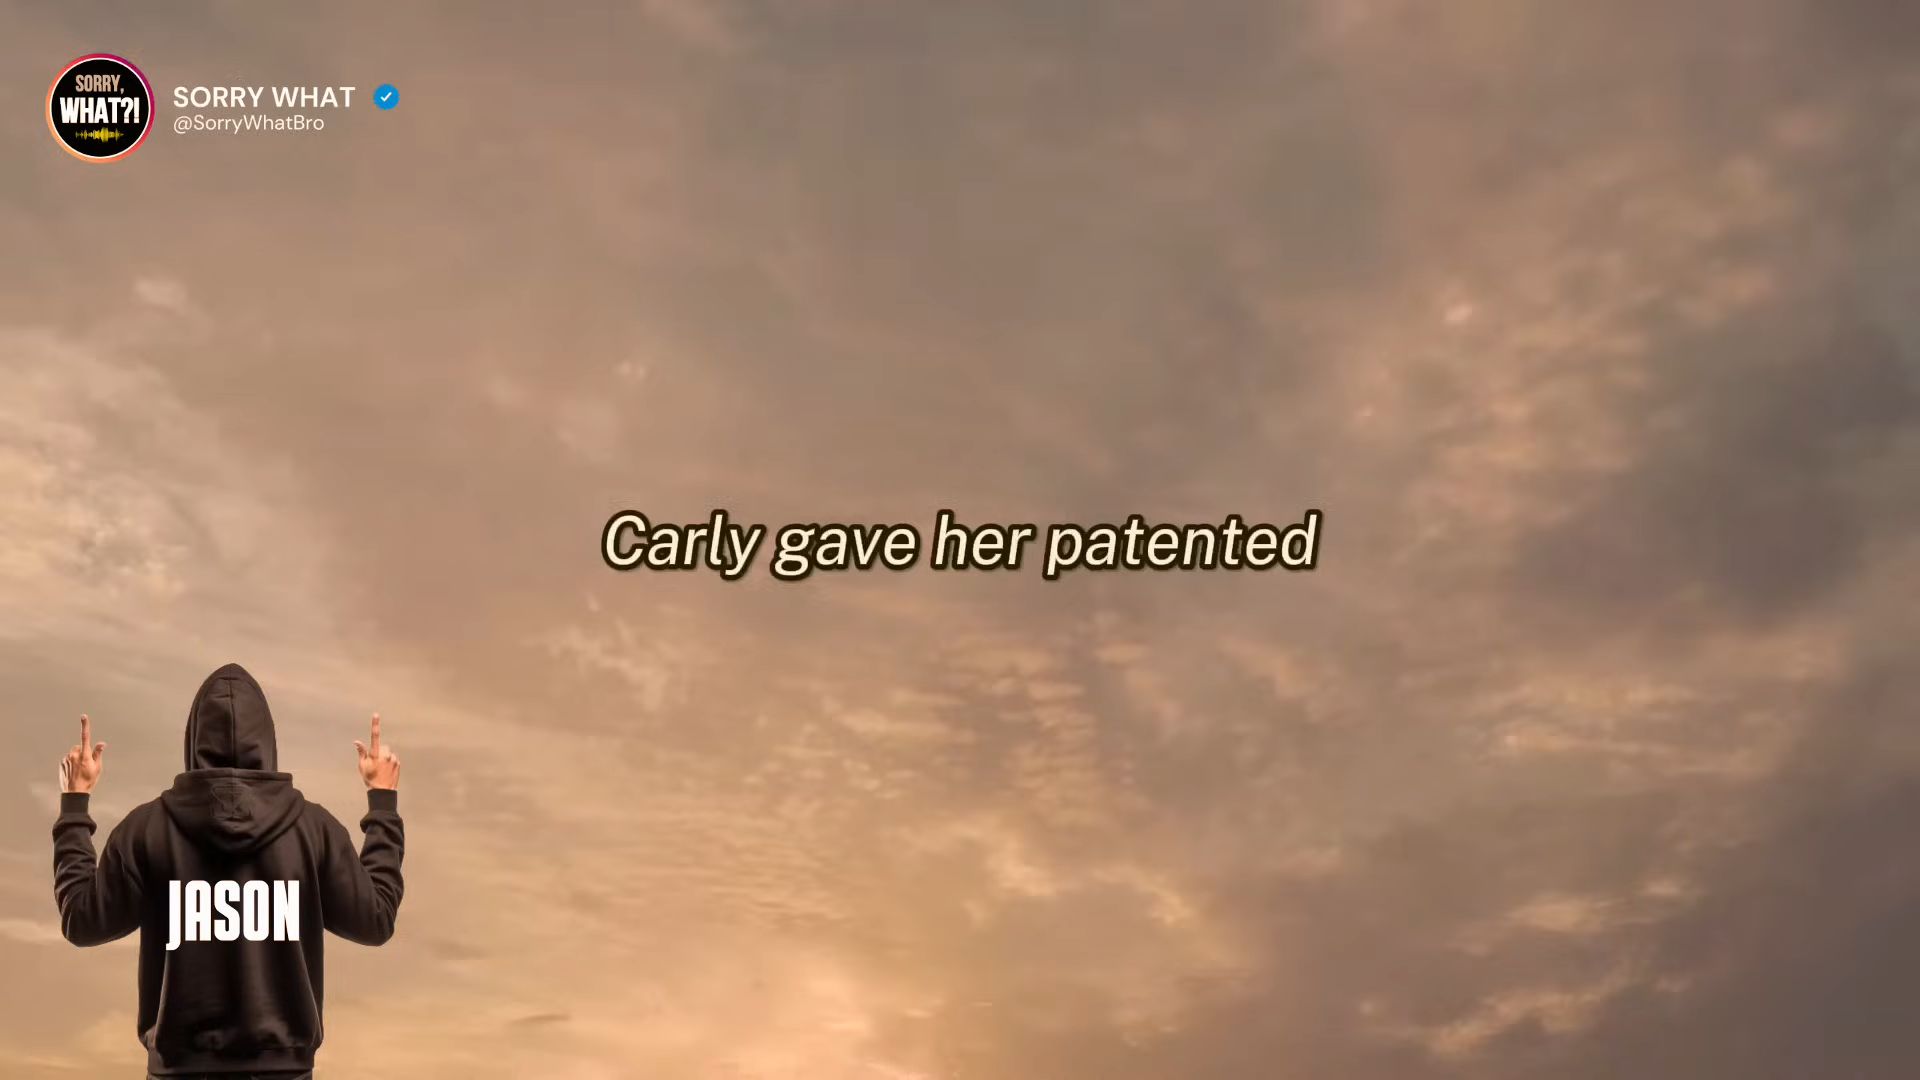 SORRY,
WHAT?!
SORRY WHAT
@SorryWhatBro
Carly gave her patented
JASON